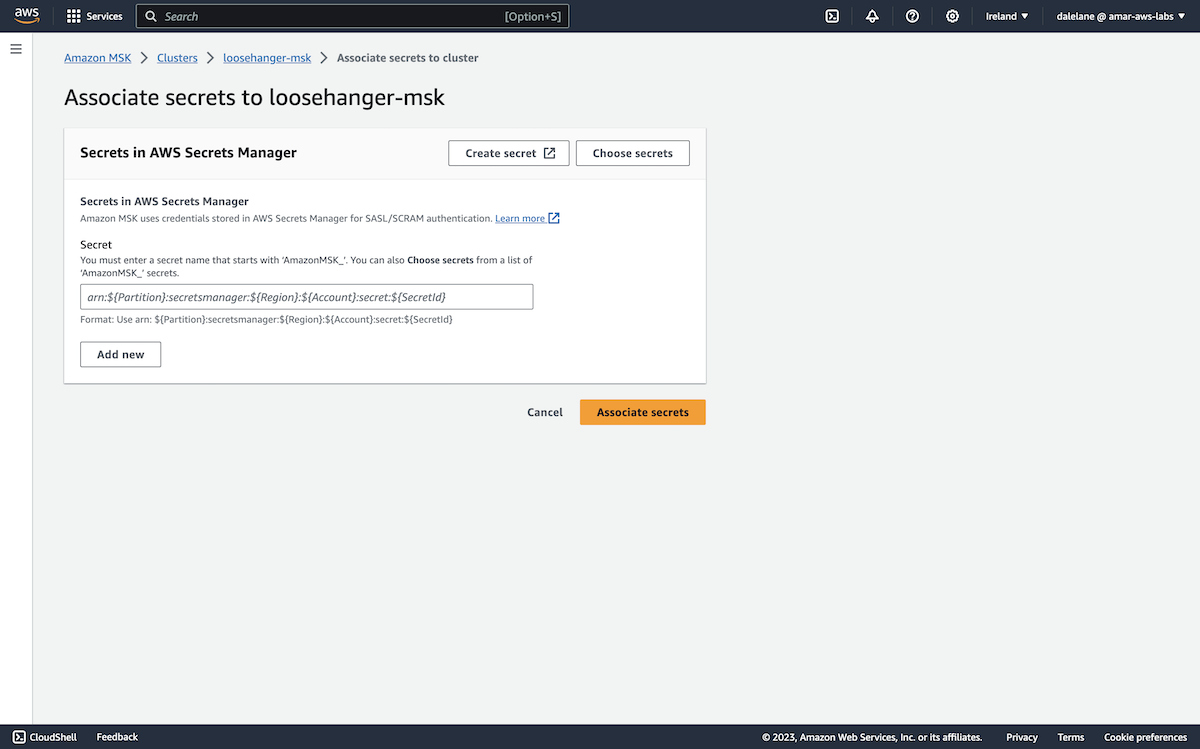 aws
Services
Search [Option+S]
Ireland ▼
dalelane @ amar-aws-labs ▼
Amazon MSK > Clusters > loosehanger-msk > Associate secrets to cluster
Associate secrets to loosehanger-msk
Secrets in AWS Secrets Manager
Create secret
Choose secrets
Secrets in AWS Secrets Manager
Amazon MSK uses credentials stored in AWS Secrets Manager for SASL/SCRAM authentication. Learn more
Secret
You must enter a secret name that starts with ‘AmazonMSK_’. You can also Choose secrets from a list of
‘AmazonMSK_’ secrets.
arn:${Partition}:secretsmanager:${Region}:${Account}:secret:${SecretId}
Format: Use arn: ${Partition}:secretsmanager:${Region}:${Account}:secret:${SecretId}
Add new
Cancel
Associate secrets
CloudShell
Feedback
© 2023, Amazon Web Services, Inc. or its affiliates.
Privacy
Terms
Cookie preferences